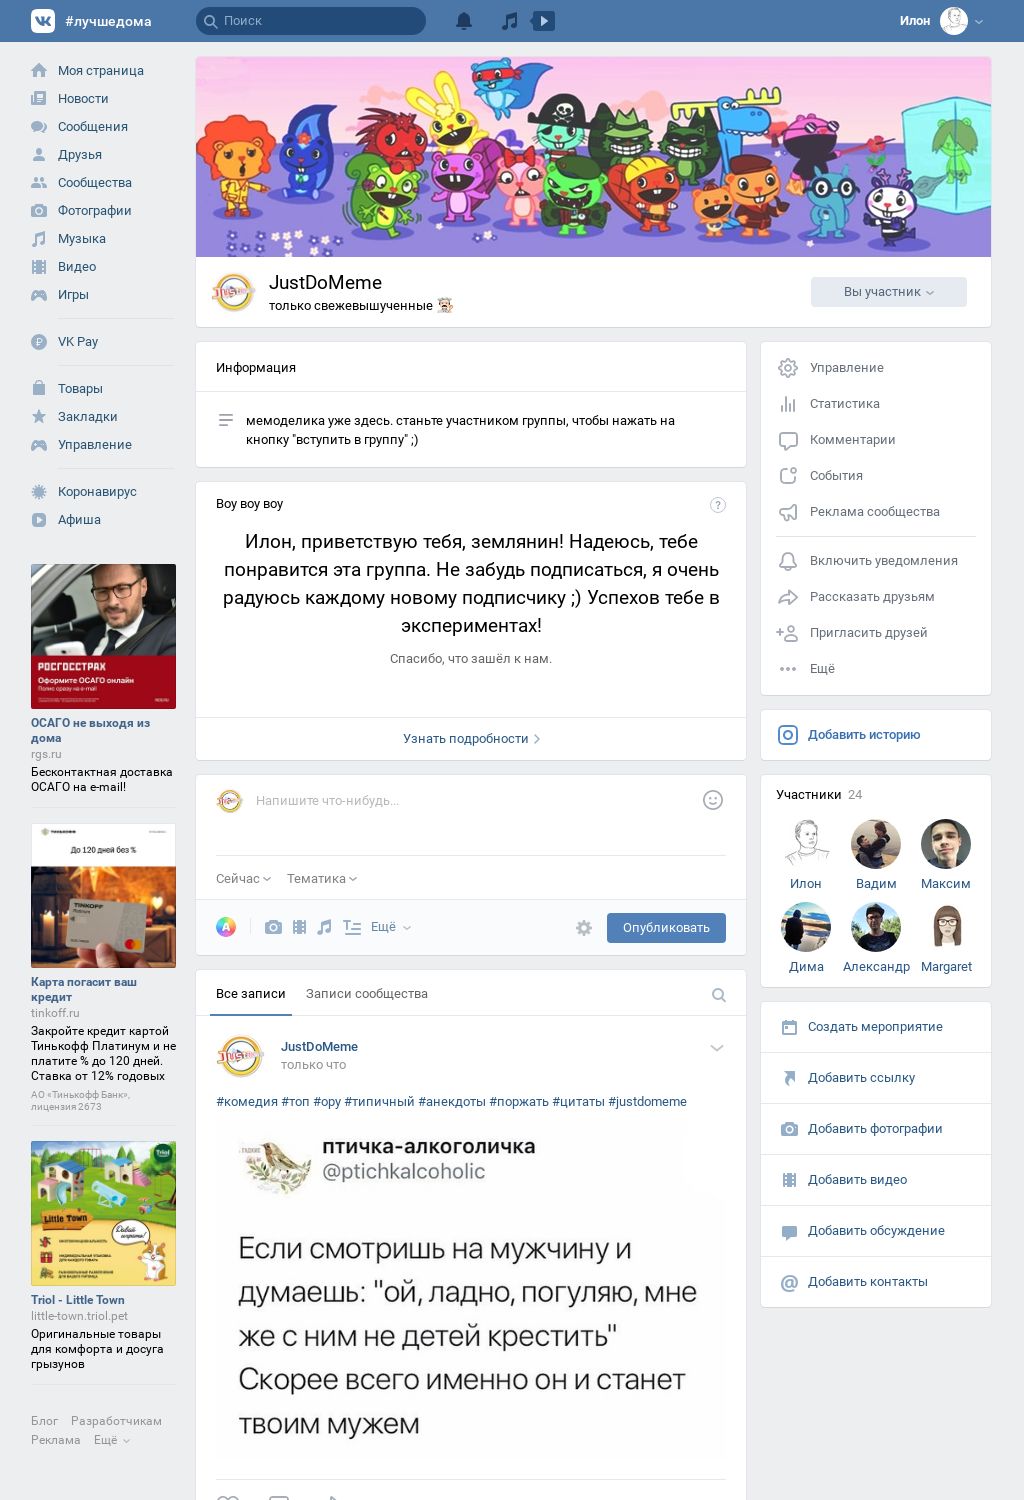 #лучшедома
Поиск
Илон
Моя страница
Новости
Сообщения
Друзья
Сообщества
Фотографии
Музыка
Видео
Игры
VK Pay
Товары
Закладки
Управление
Коронавирус
Афиша
РОСГОССТРАХ
Оформите ОСАГО онлайн
Полис сразу на e-mail
ОСАГО не выходя из
дома
rgs.ru
Бесконтактная доставка
ОСАГО на e-mail!
ТИНЬКОФФ
До 120 дней без %
TINKOFF
Platinum
Карта погасит ваш
кредит
tinkoff.ru
Закройте кредит картой
Тинькофф Платинум и не
платите % до 120 дней.
Ставка от 12% годовых
АО «Тинькофф Банк»,
лицензия 2673
Triol
Little Town
Давай
играть!
Triol - Little Town
little-town.triol.pet
Оригинальные товары
для комфорта и досуга
грызунов
Блог Разработчикам
Реклама Ещё
JustDoMeme
только свежевышученные
Вы участник
Информация
мемоделика уже здесь. станьте участником группы, чтобы нажать на
кнопку "вступить в группу" ;)
Воу воу воу
?
Илон, приветствую тебя, землянин! Надеюсь, тебе
понравится эта группа. Не забудь подписаться, я очень
радуюсь каждому новому подписчику ;) Успехов тебе в
экспериментах!
Спасибо, что зашёл к нам.
Узнать подробности
Напишите что-нибудь...
Сейчас Тематика
A
Ещё
Опубликовать
Все записи Записи сообщества
JustDoMeme
только что
#комедия #топ #ору #типичный #анекдоты #поржать #цитаты #justdomeme
птичка-алкоголичка
@ptichkalcoholic
Если смотришь на мужчину и
думаешь: "ой, ладно, погуляю, мне
же с ним не детей крестить"
Скорее всего именно он и станет
твоим мужем
Управление
Статистика
Комментарии
События
Реклама сообщества
Включить уведомления
Рассказать друзьям
Пригласить друзей
Ещё
Добавить историю
Участники 24
Илон Вадим Максим
Дима Александр Margaret
Создать мероприятие
Добавить ссылку
Добавить фотографии
Добавить видео
Добавить обсуждение
Добавить контакты